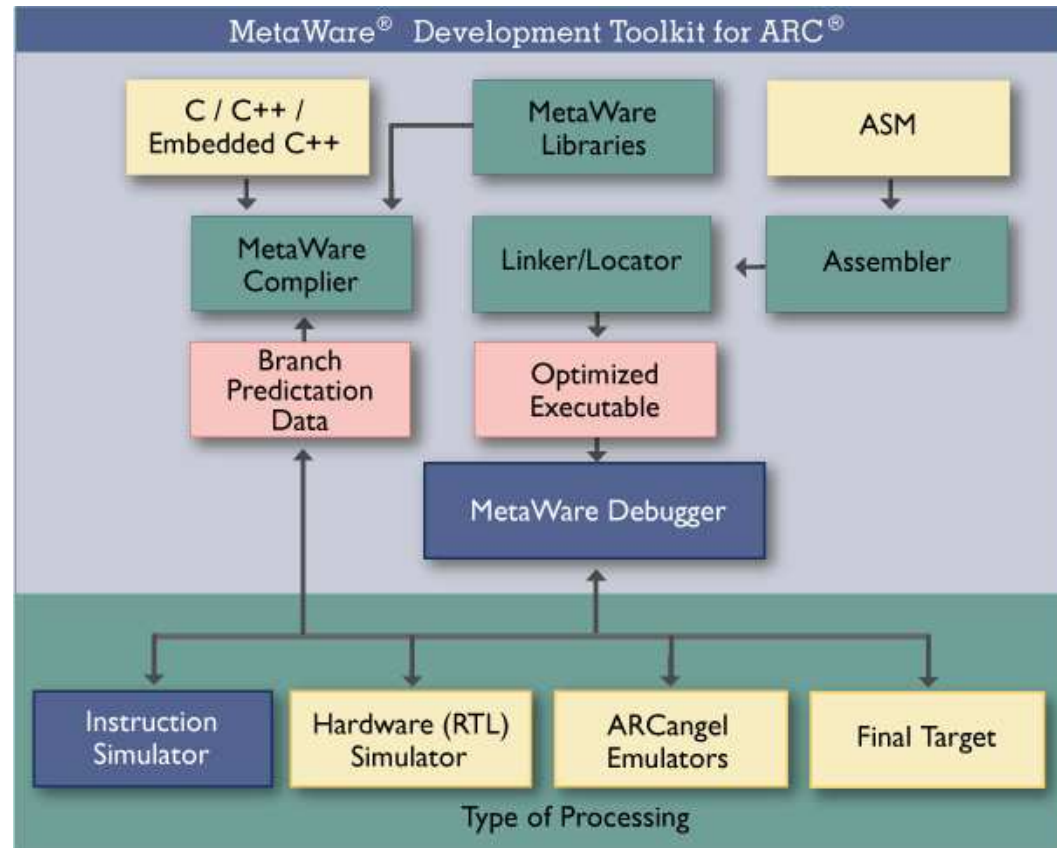 MetaWare® Development Toolkit for ARC®
C / C++ /
Embedded C++
MetaWare
Libraries
ASM
MetaWare
Complier
Linker/Locator
Assembler
Branch
Predictation
Data
Optimized
Executable
MetaWare Debugger
Instruction
Simulator
Hardware (RTL)
Simulator
ARCangel
Emulators
Final Target
Type of Processing